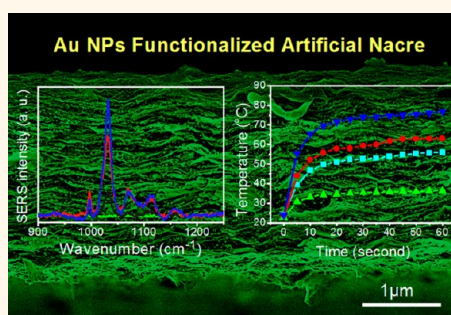 Au NPs Functionalized Artificial Nacre
SERS intensity (a. u.)
900 1000 1100 1200
Wavenumber (cm⁻¹)
Temperature (°C)
90
80
70
60
50
40
30
20
0 10 20 30 40 50 60
Time (second)
1μm